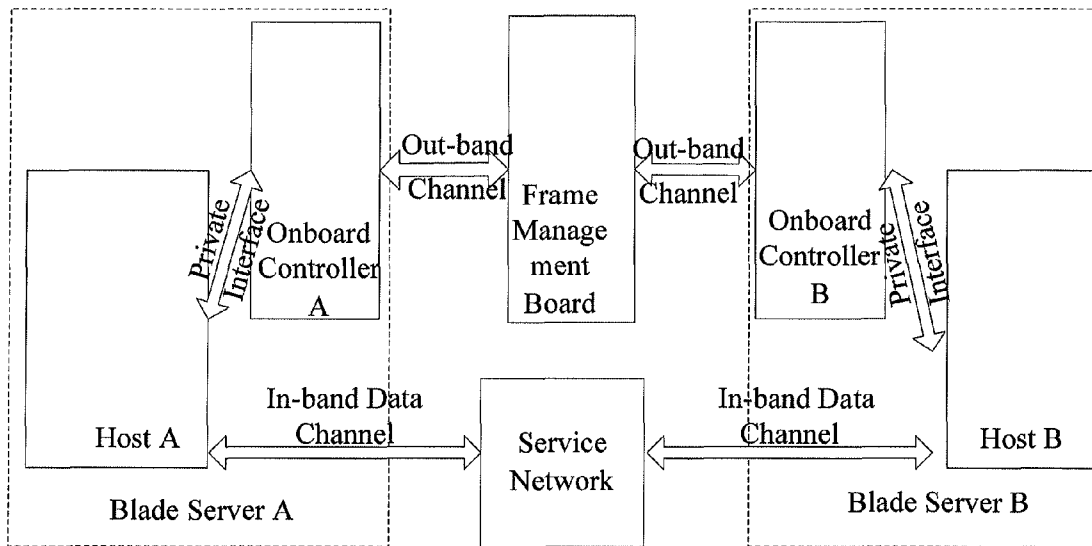 Out-band
Channel
Out-band
Channel
Private
Interface
Onboard
Controller
A
Frame
Manage
ment
Board
Onboard
Controller
B
Private
Interface
In-band Data
Channel
In-band Data
Channel
Host A
Service
Network
Host B
Blade Server A
Blade Server B